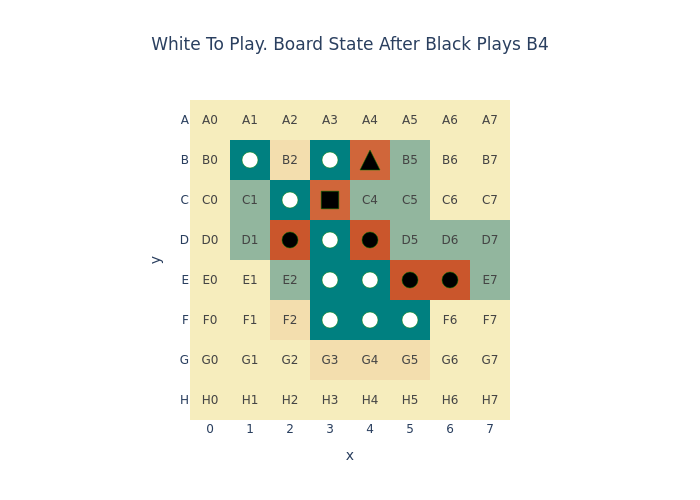 White To Play. Board State After Black Plays B4
A A0 A1 A2 A3 A4 A5 A6 A7
B B0 B2 B5 B6 B7
C C0 C1 C4 C5 C6 C7
D D0 D1 D5 D6 D7
E E0 E1 E2 E7
F F0 F1 F2 F6 F7
G G0 G1 G2 G3 G4 G5 G6 G7
H H0 H1 H2 H3 H4 H5 H6 H7
0 1 2 3 4 5 6 7
x
y